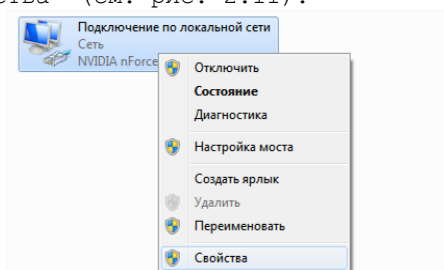 (см. рис. 2.11).
Подключение по локальной сети
Сеть
NVIDIA nForce
Отключить
Состояние
Диагностика
Настройка моста
Создать ярлык
Удалить
Переименовать
Свойства